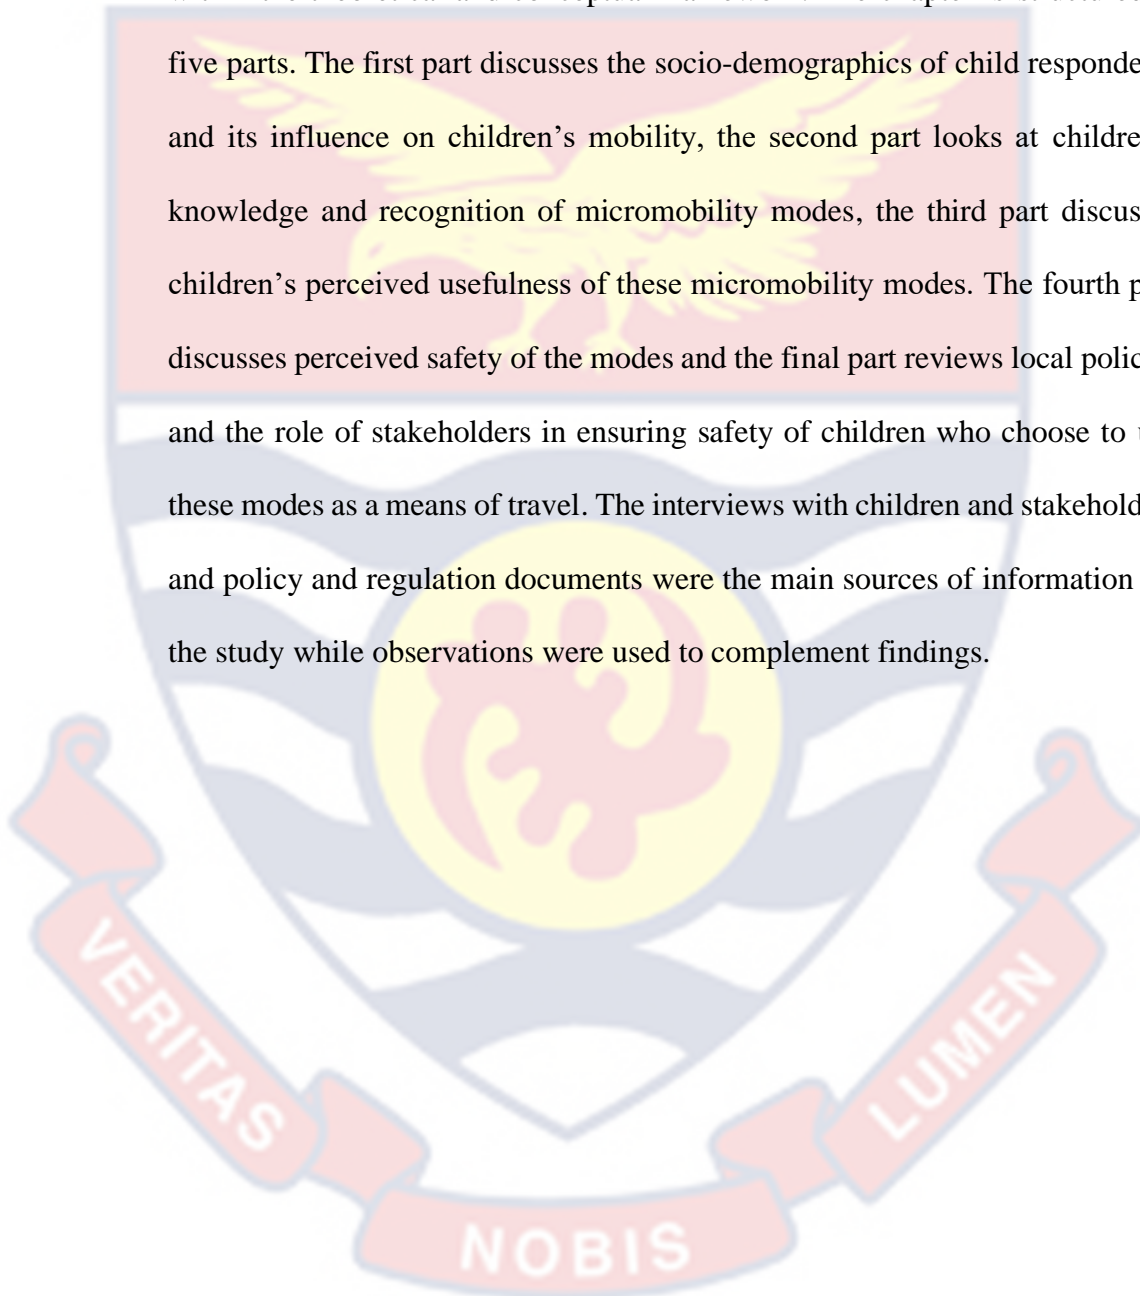 five parts. The first part discusses the socio-demographics of child
and its influence on children’s mobility, the second part looks at
knowledge and recognition of micromobility modes, the third part
children’s perceived usefulness of these micromobility modes. The fourth
discusses perceived safety of the modes and the final part reviews local
and the role of stakeholders in ensuring safety of children who choose to
these modes as a means of travel. The interviews with children and
and policy and regulation documents were the main sources of information
the study while observations were used to complement findings.
VERITAS
NOBIS
LUMEN